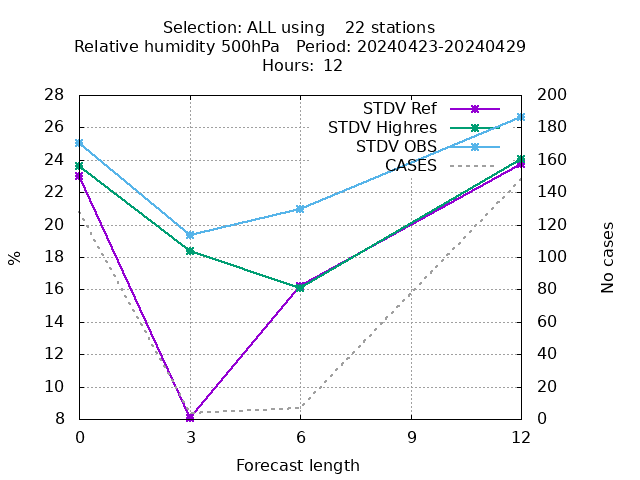 Selection: ALL using    22 stations
Relative humidity 500hPa   Period: 20240423-20240429
Hours:  12
STDV Ref
STDV Highres
STDV OBS
CASES
28
26
24
22
20
18
16
14
12
10
8
%
200
180
160
140
120
100
80
60
40
20
0
No cases
0 3 6 9 12
Forecast length